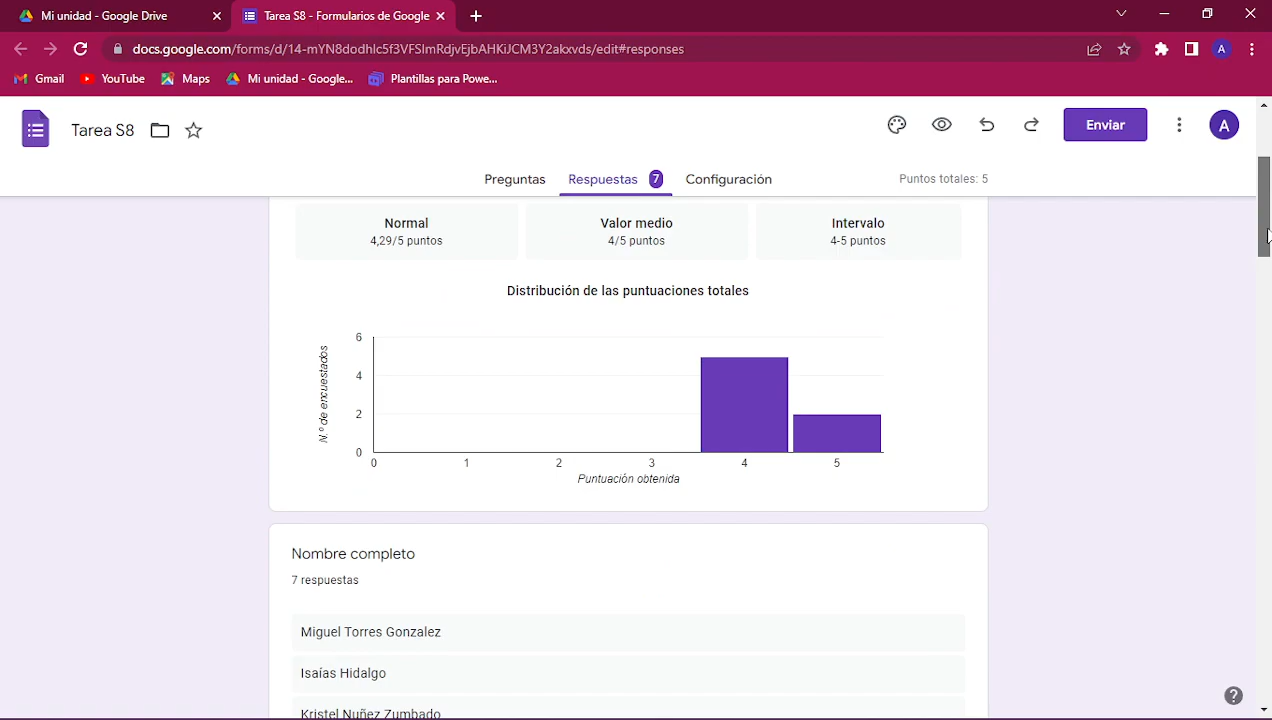 Mi unidad - Google Drive
Tarea S8 - Formularios de Google
docs.google.com/forms/d/14-mYN8dodhlc5f3VFSlmRdjvEjbAHKiJCM3Y2akxvds/edit#responses
A
Gmail
YouTube
Maps
Mi unidad - Google...
Plantillas para Powe...
Tarea S8
Enviar
A
Preguntas
Respuestas 7
Configuración
Puntos totales: 5
Normal
4,29/5 puntos
Valor medio
4/5 puntos
Intervalo
4-5 puntos
Distribución de las puntuaciones totales
N.º de encuestados
6
4
2
0
0 1 2 3 4 5
Puntuación obtenida
Nombre completo
7 respuestas
Miguel Torres Gonzalez
Isaías Hidalgo
Kristel Nuñez Zumbado